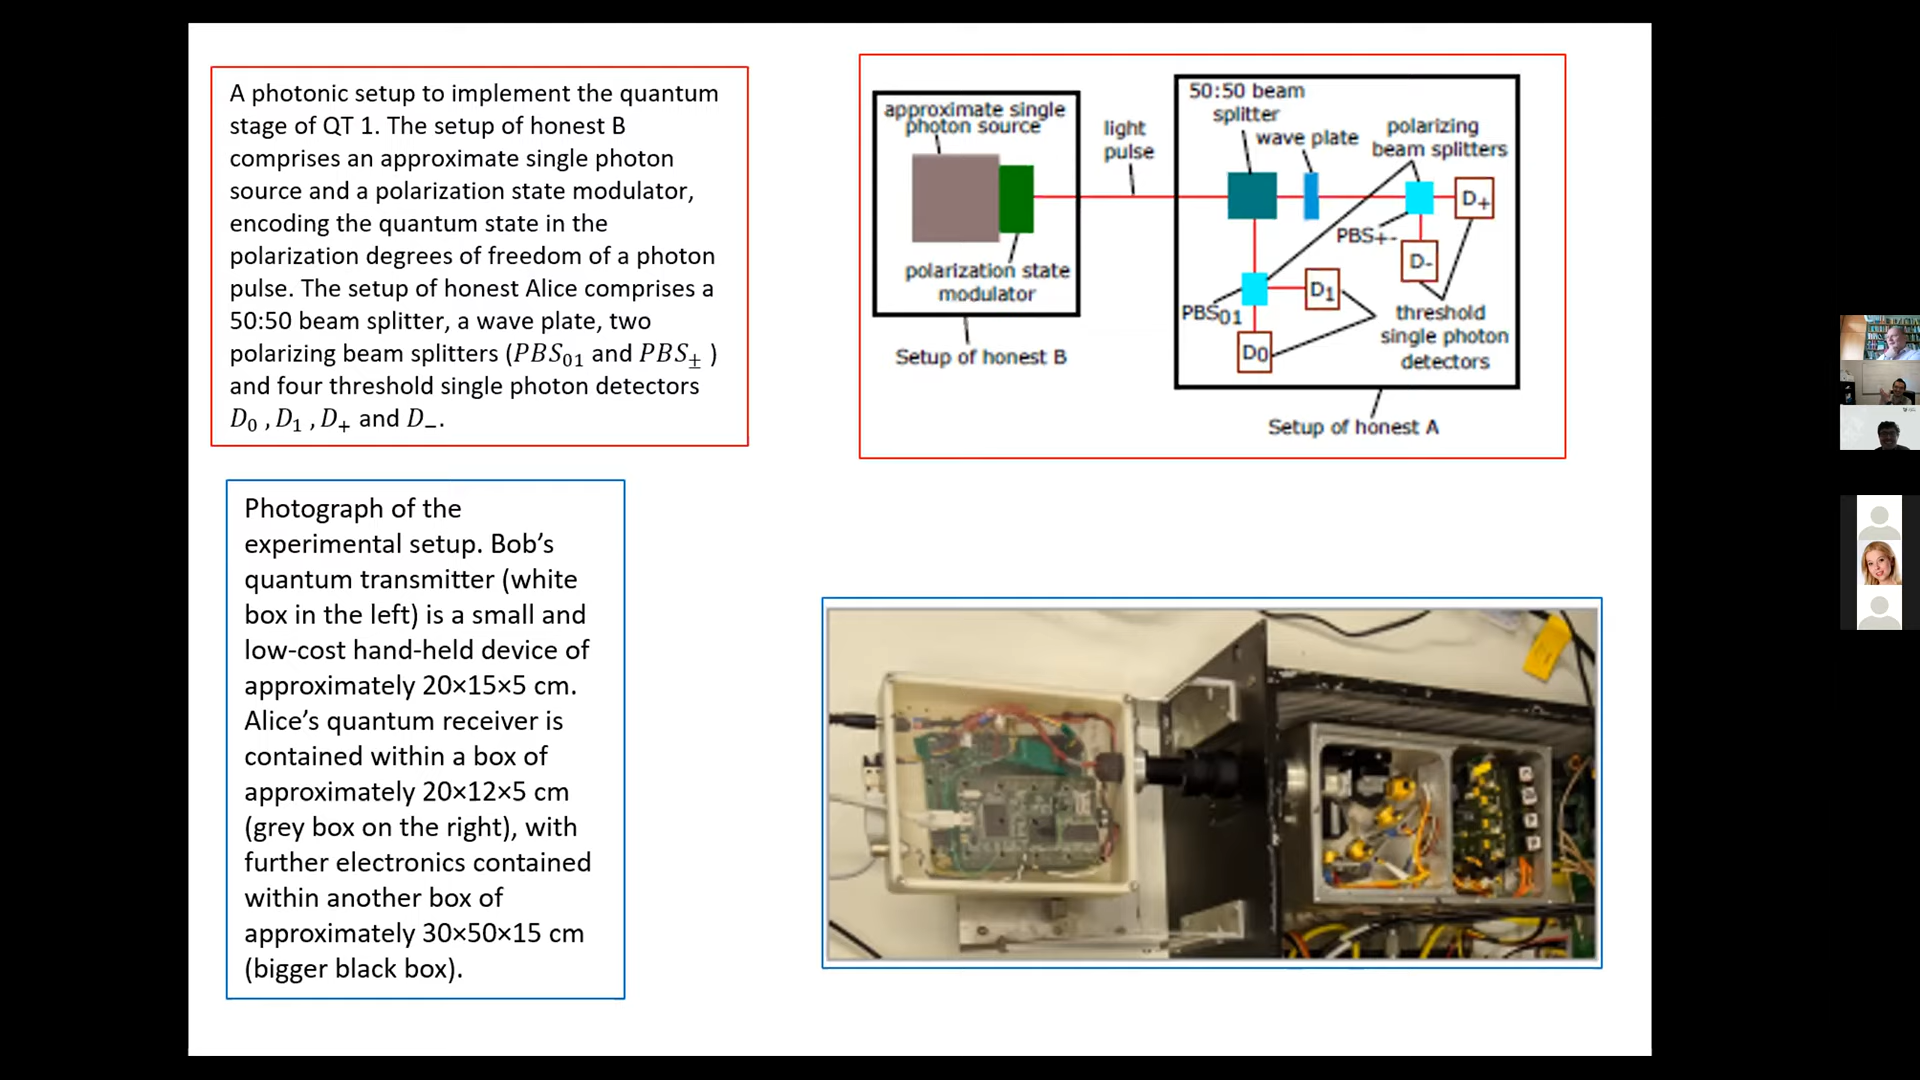 A photonic setup to implement the quantum
stage of QT 1. The setup of honest B
comprises an approximate single photon
source and a polarization state modulator,
encoding the quantum state in the
polarization degrees of freedom of a photon
pulse. The setup of honest Alice comprises a
50:50 beam splitter, a wave plate, two
polarizing beam splitters (PBS₀₁ and PBS± )
and four threshold single photon detectors
D₀ , D₁ , D₊ and D₋.
approximate single
photon source
polarization state
modulator
Setup of honest B
light
pulse
50:50 beam
splitter
wave plate
polarizing
beam splitters
D+
PBS+-
D-
D1
PBS01
D0
threshold
single photon
detectors
Setup of honest A
Photograph of the
experimental setup. Bob’s
quantum transmitter (white
box in the left) is a small and
low-cost hand-held device of
approximately 20×15×5 cm.
Alice’s quantum receiver is
contained within a box of
approximately 20×12×5 cm
(grey box on the right), with
further electronics contained
within another box of
approximately 30×50×15 cm
(bigger black box).